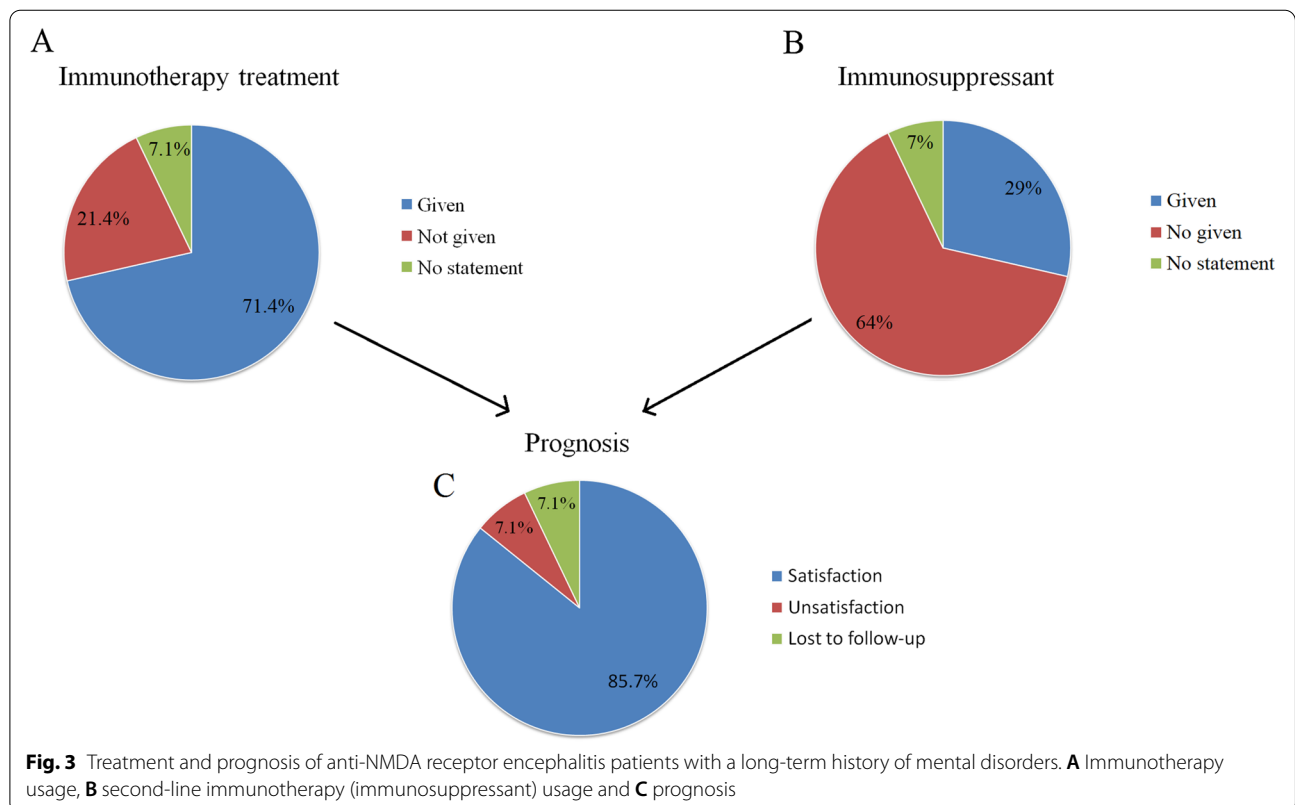 A
Immunotherapy treatment
7.1%
21.4%
71.4%
Given
Not given
No statement
B
Immunosuppressant
7%
29%
64%
Given
No given
No statement
Prognosis
C
7.1%
7.1%
85.7%
Satisfaction
Unsatisfaction
Lost to follow-up
Fig. 3 Treatment and prognosis of anti-NMDA receptor encephalitis patients with a long-term history of mental disorders. A Immunotherapy
usage, B second-line immunotherapy (immunosuppressant) usage and C prognosis